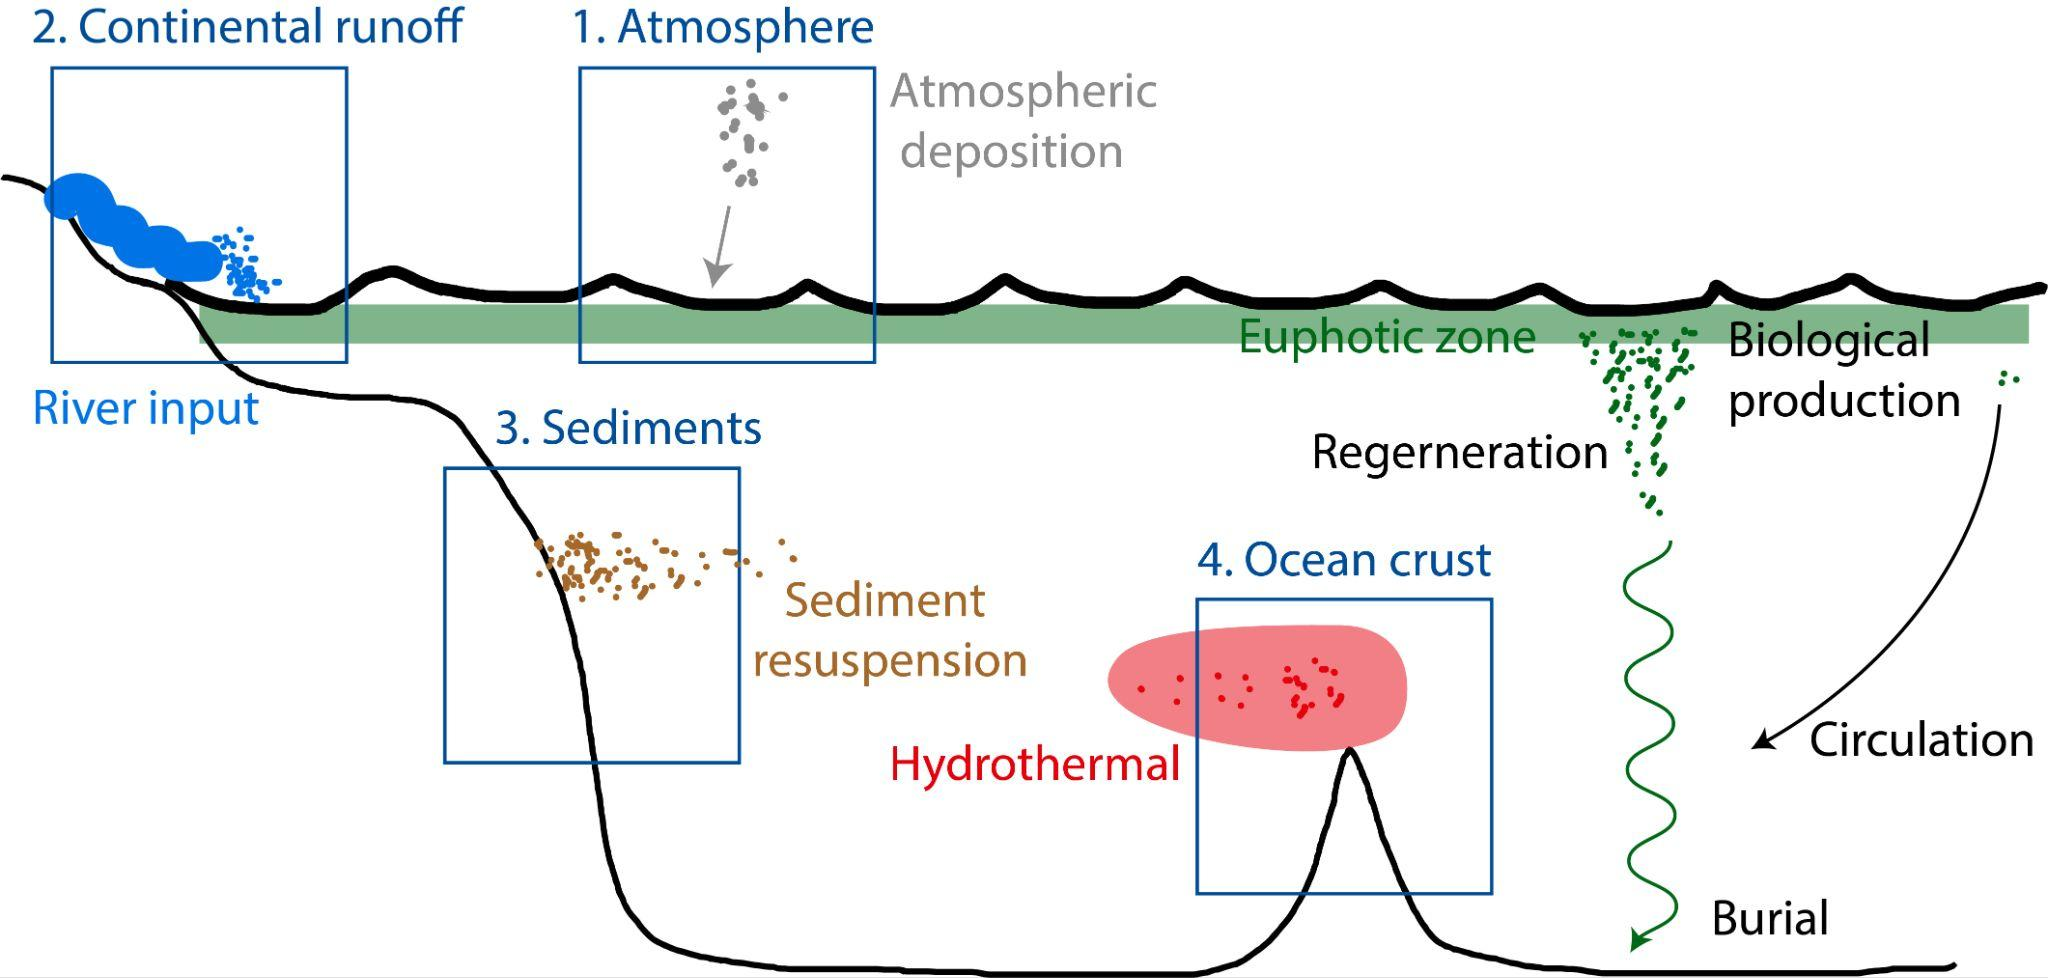 2. Continental runoff
1. Atmosphere
Atmospheric
deposition
River input
Euphotic zone
Biological
production
Regerneration
3. Sediments
Sediment
resuspension
4. Ocean crust
Hydrothermal
Circulation
Burial